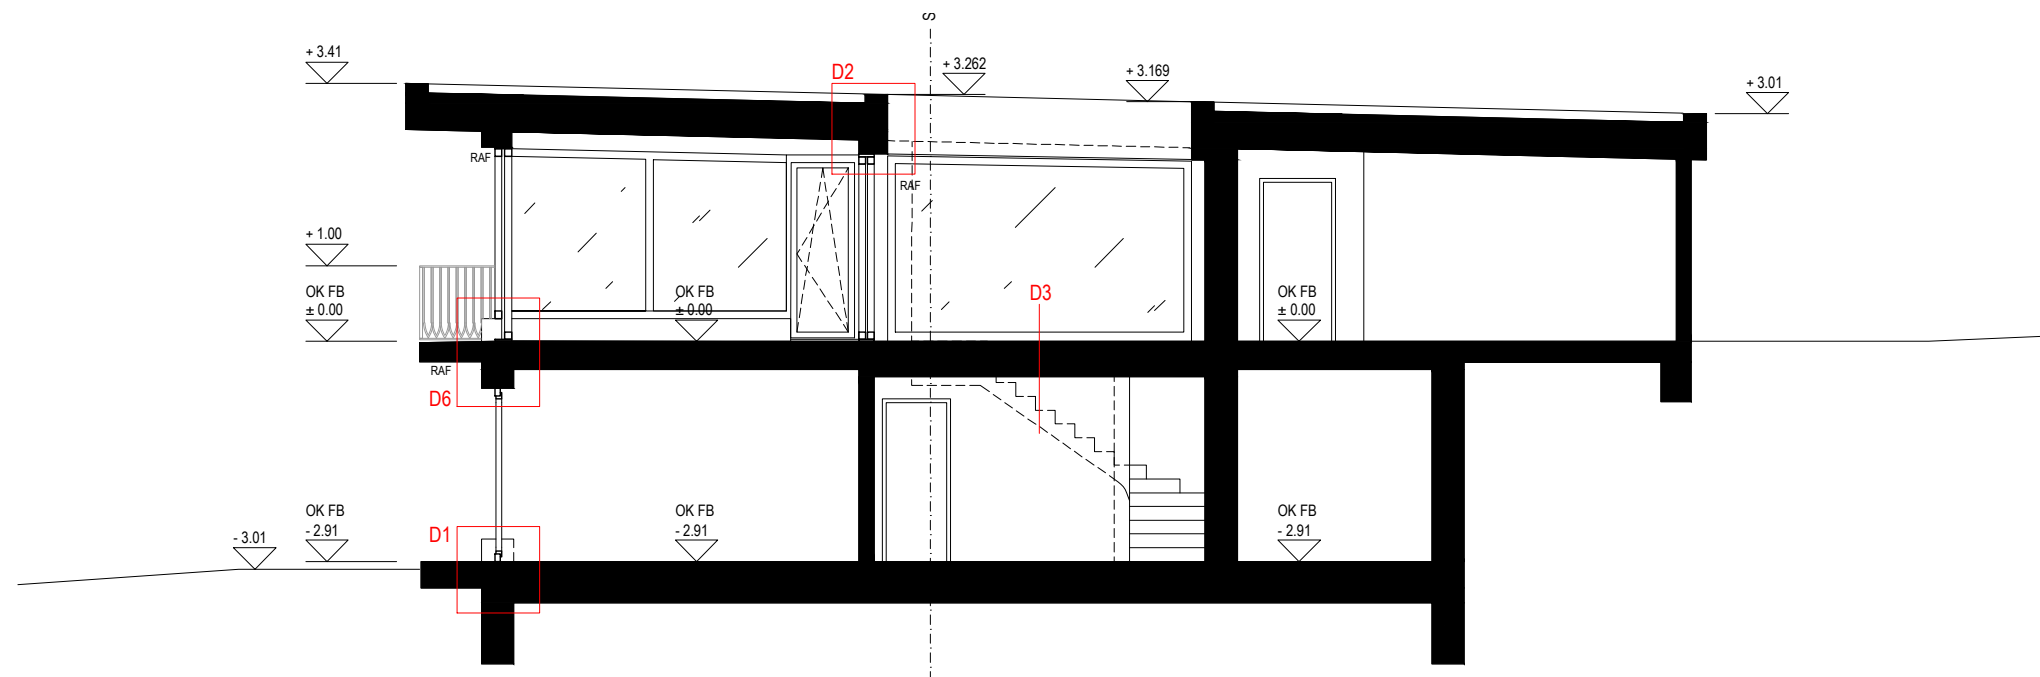 S
+ 3.41
D2
+ 3.262
+ 3.169
+ 3.01
RAF
RAF
+ 1.00
OK FB
± 0.00
OK FB
± 0.00
D3
OK FB
± 0.00
RAF
D6
OK FB
- 2.91
OK FB
- 2.91
OK FB
- 2.91
D1
- 3.01